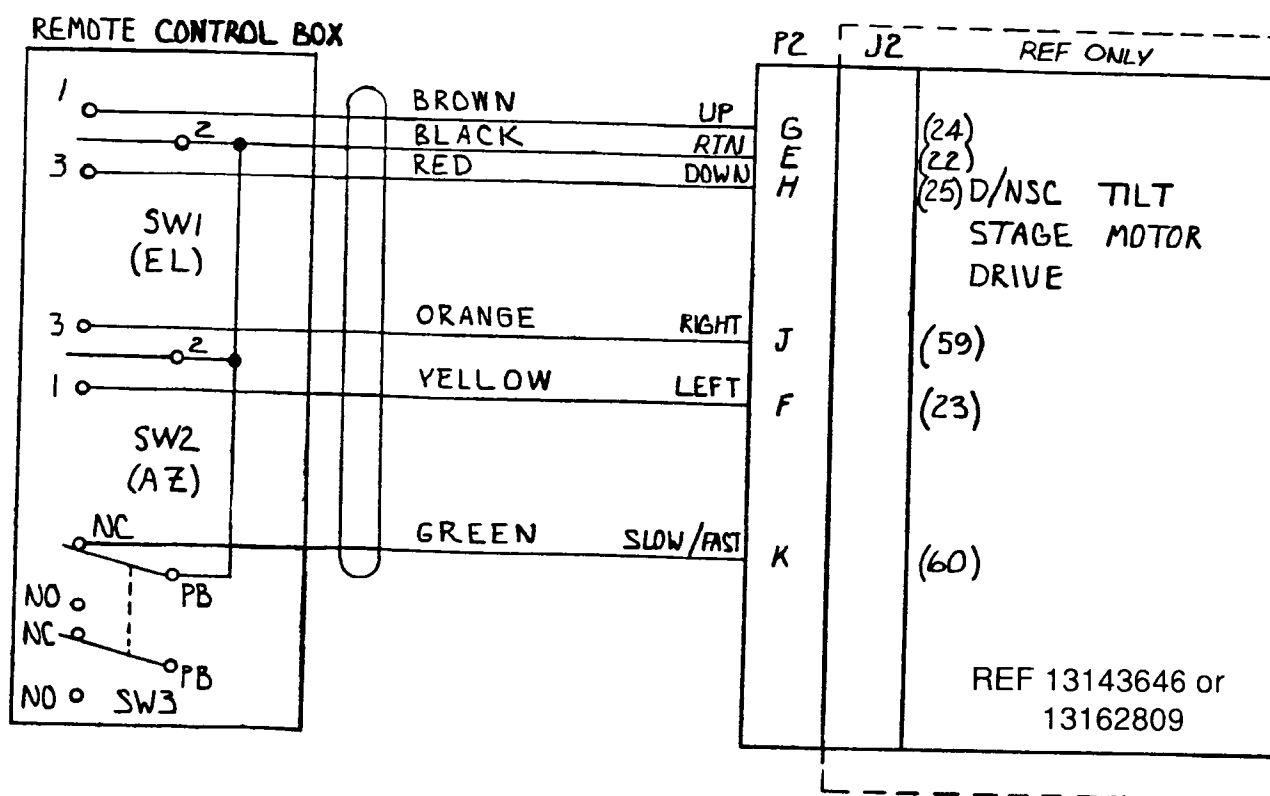 REMOTE CONTROL BOX
P2 J2 REF ONLY
1 BROWN UP G (24)
2 BLACK RTN E (22)
3 RED DOWN H (25) D/NSC TILT
STAGE MOTOR
DRIVE
SW1
(EL)
3 ORANGE RIGHT J (59)
2
1 YELLOW LEFT F (23)
SW2
(AZ)
NC GREEN SLOW/FAST K (60)
PB
NO
NC
PB
NO SW3
REF 13143646 or
13162809